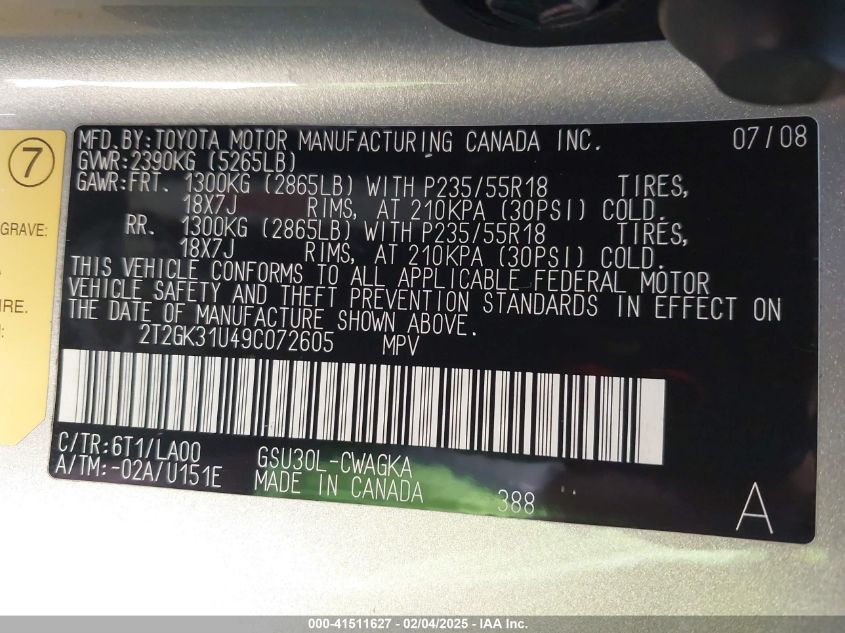 7
GRAVE:
IRE.
MFD.BY:TOYOTA MOTOR MANUFACTURING CANADA INC. 07/08
GVWR:2390KG (5265LB)
GAWR:FRT. 1300KG (2865LB) WITH P235/55R18 TIRES,
18X7J RIMS, AT 210KPA (30PSI) COLD.
RR. 1300KG (2865LB) WITH P235/55R18 TIRES,
18X7J RIMS, AT 210KPA (30PSI) COLD.
THIS VEHICLE CONFORMS TO ALL APPLICABLE FEDERAL MOTOR
VEHICLE SAFETY AND THEFT PREVENTION STANDARDS IN EFFECT ON
THE DATE OF MANUFACTURE SHOWN ABOVE.
2T2GK31U49C072605 MPV
C/TR:6T1/LA00 GSU30L-CWAGKA
A/TM:-02A/U151E MADE IN CANADA 388
A
000-41511627 - 02/04/2025 - IAA Inc.